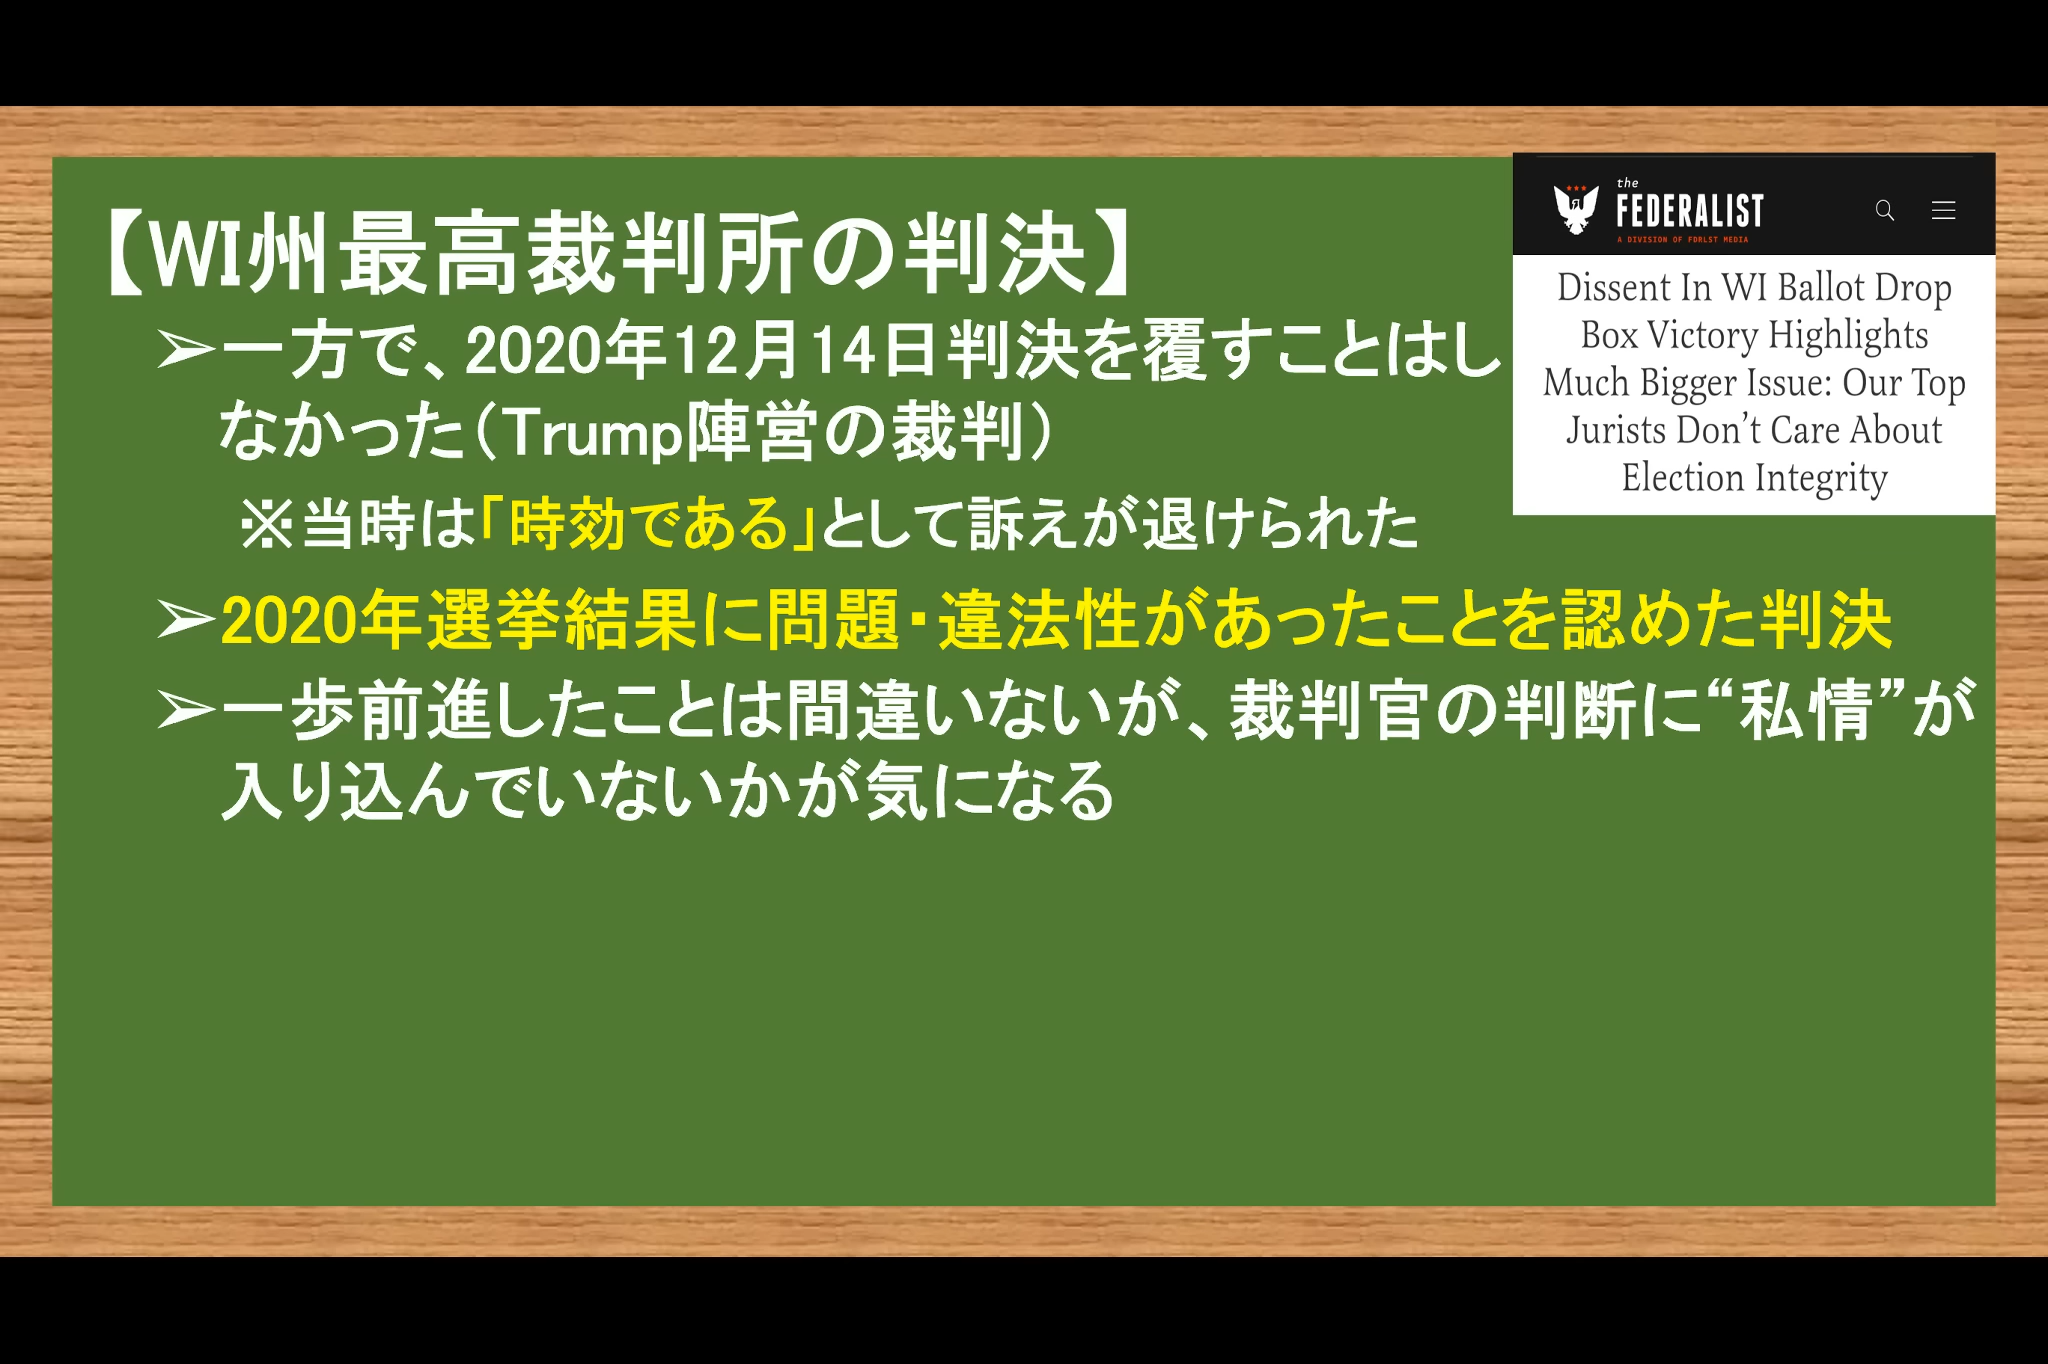 【WI州最高裁判所の判決】
➢一方で、2020年12月14日判決を覆すことはし
なかった（Trump陣営の裁判）
※当時は「時効である」として訴えが退けられた
➢2020年選挙結果に問題・違法性があったことを認めた判決
➢一歩前進したことは間違いないが、裁判官の判断に“私情”が
入り込んでいないかが気になる
the
FEDERALIST
A DIVISION OF FDRLST MEDIA
Dissent In WI Ballot Drop
Box Victory Highlights
Much Bigger Issue: Our Top
Jurists Don’t Care About
Election Integrity